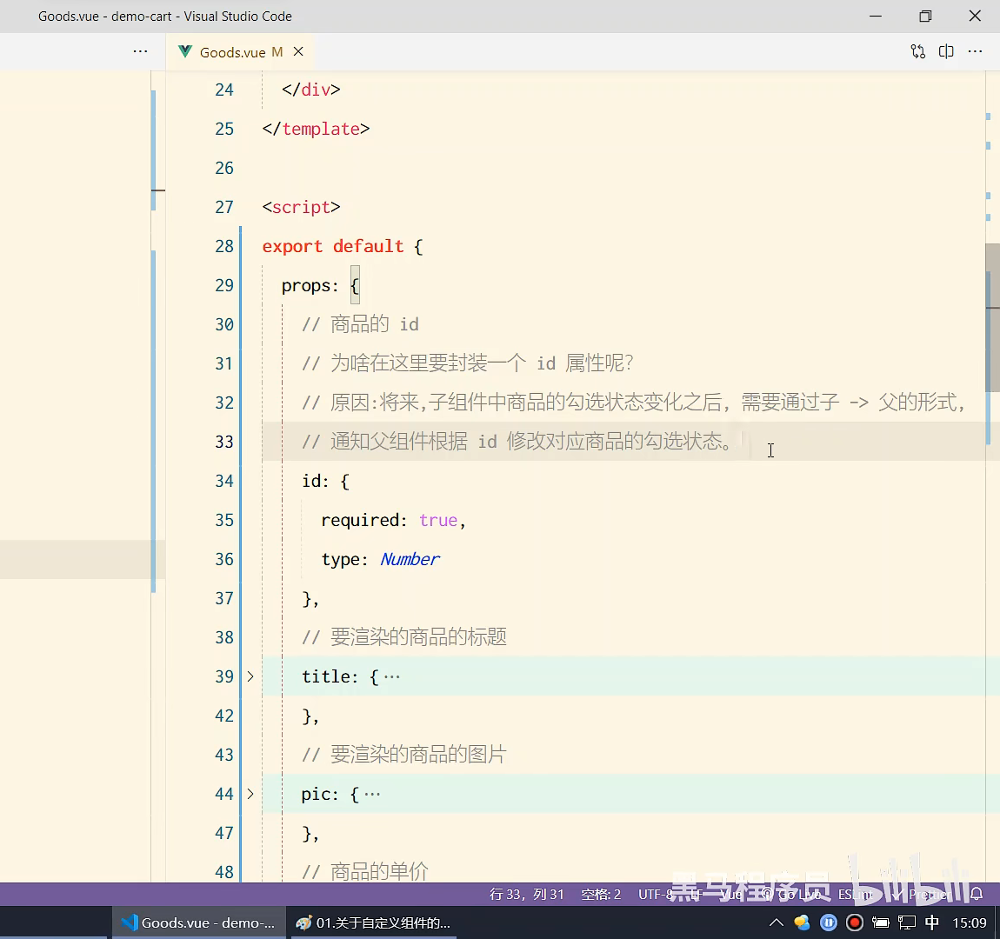 Goods.vue - demo-cart - Visual Studio Code
Goods.vue M
24 </div>
25 </template>
26
27 <script>
28 export default {
29 props: {
30 // 商品的 id
31 // 为啥在这里要封装一个 id 属性呢?
32 // 原因:将来,子组件中商品的勾选状态变化之后, 需要通过子 -> 父的形式,
33 // 通知父组件根据 id 修改对应商品的勾选状态。
34 id: {
35 required: true,
36 type: Number
37 },
38 // 要渲染的商品的标题
39 title: {···
42 },
43 // 要渲染的商品的图片
44 pic: {···
47 },
48 // 商品的单价
黑马程序员 bilibili
行 33，列 31 空格: 2 UTF-8 LF Vue Go Live ESLint Prettier
Goods.vue - demo-... 01.关于自定义组件的... 中 15:09